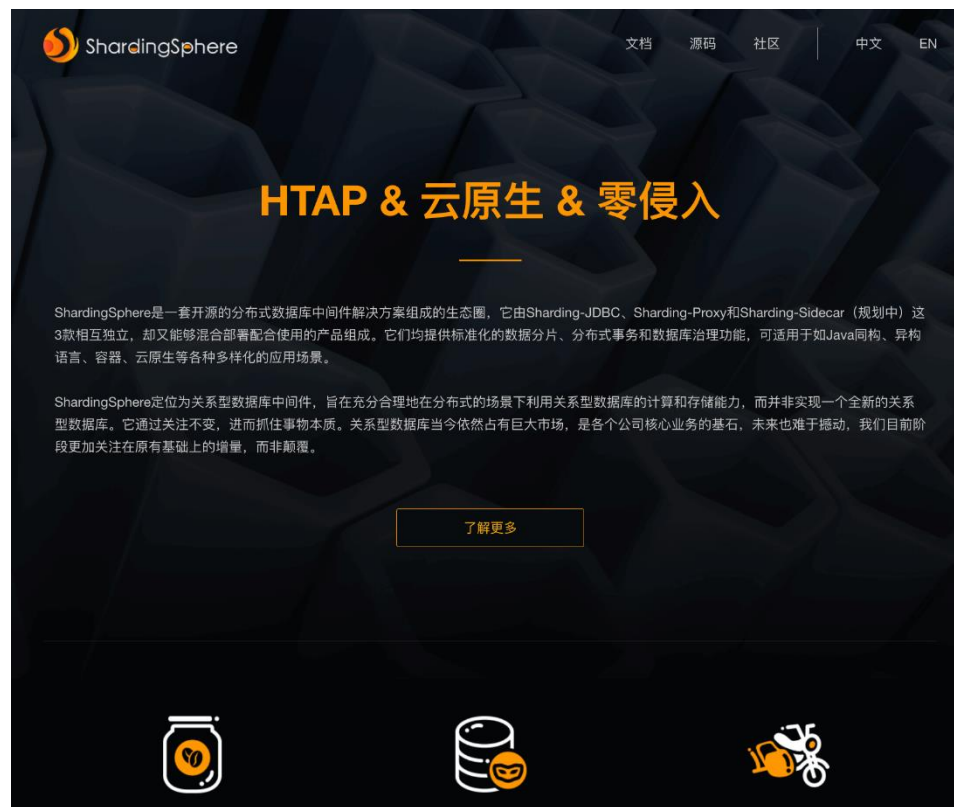 ShardingSphere
文档 源码 社区 中文 EN
HTAP & 云原生 & 零侵入
ShardingSphere是一套开源的分布式数据库中间件解决方案组成的生态圈，它由Sharding-JDBC、Sharding-Proxy和Sharding-Sidecar（规划中）这
3款相互独立，却又能够混合部署配合使用的产品组成。它们均提供标准化的数据分片、分布式事务和数据库治理功能，可适用于如Java同构、异构
语言、容器、云原生等各种多样化的应用场景。
ShardingSphere定位为关系型数据库中间件，旨在充分合理地在分布式的场景下利用关系型数据库的计算和存储能力，而并非实现一个全新的关系
型数据库。它通过关注不变，进而抓住事物本质。关系型数据库当今依然占有巨大市场，是各个公司核心业务的基石，未来也难于撼动，我们目前阶
段更加关注在原有基础上的增量，而非颠覆。
了解更多